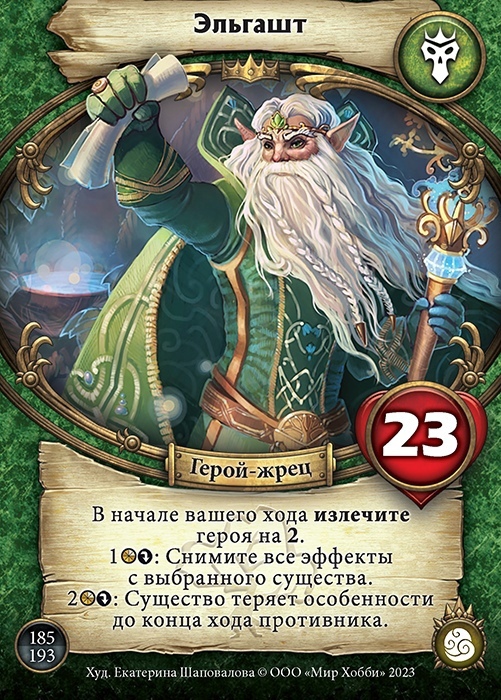 Эльгашт
23
Герой-жрец
В начале вашего хода излечите
героя на 2.
1: Снимите все эффекты
с выбранного существа.
2: Существо теряет особенности
до конца хода противника.
185
193
Худ. Екатерина Шаповалова © ООО «Мир Хобби» 2023